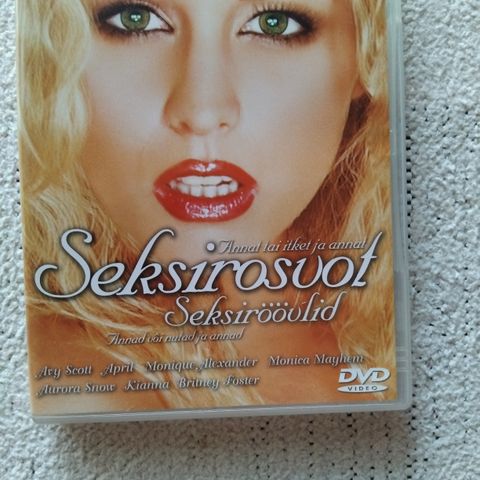 Annat tai itket ja annat
Seksirosvot
Seksiröövlid
Annad või nutad ja annad
Avy Scott April Monique Alexander Monica Mayhem
Aurora Snow Kianna Britney Foster
DVD
VIDEO